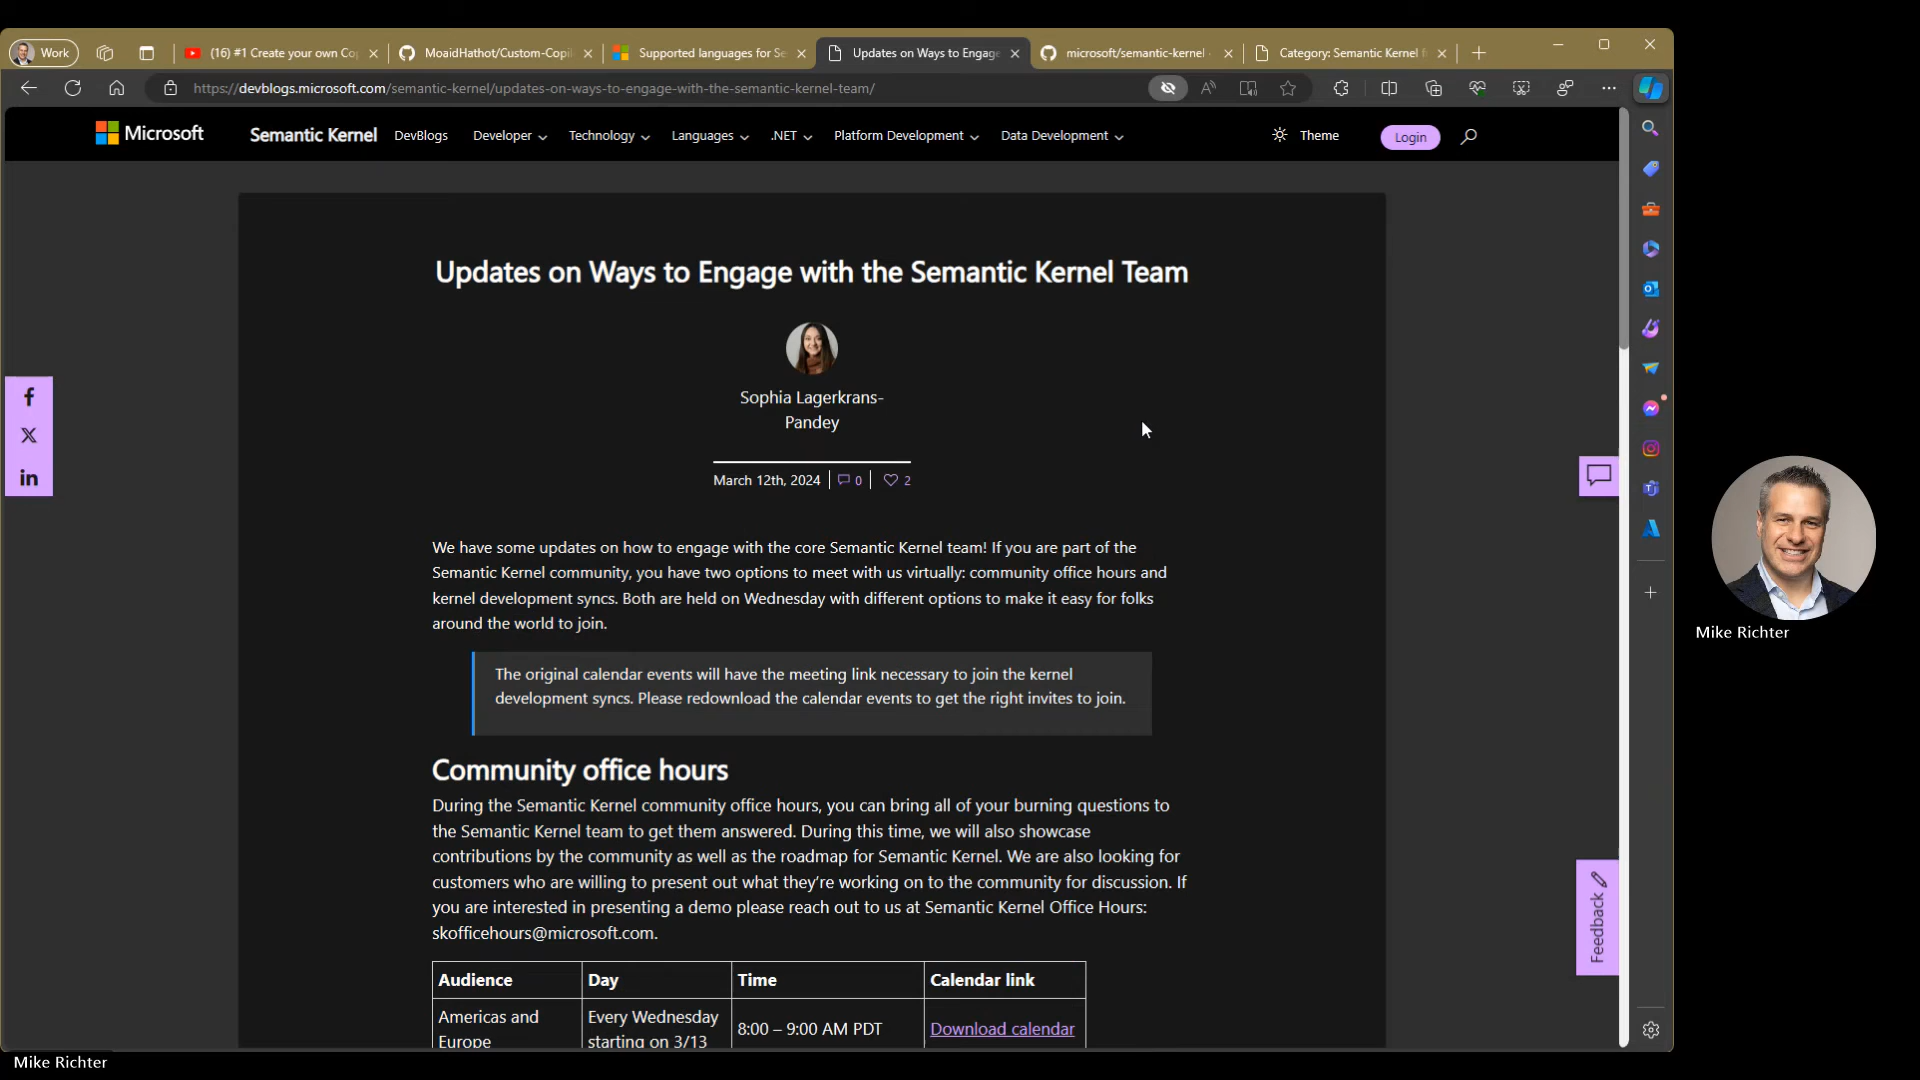 Work
(16) #1 Create your own Co
MoaidHathot/Custom-Copil
Supported languages for Se
Updates on Ways to Engage
microsoft/semantic-kernel
Category: Semantic Kernel f
https://devblogs.microsoft.com/semantic-kernel/updates-on-ways-to-engage-with-the-semantic-kernel-team/
Microsoft
Semantic Kernel
DevBlogs
Developer
Technology
Languages
.NET
Platform Development
Data Development
Theme
Login
Updates on Ways to Engage with the Semantic Kernel Team
Sophia Lagerkrans-
Pandey
March 12th, 2024
0
2
We have some updates on how to engage with the core Semantic Kernel team! If you are part of the
Semantic Kernel community, you have two options to meet with us virtually: community office hours and
kernel development syncs. Both are held on Wednesday with different options to make it easy for folks
around the world to join.
The original calendar events will have the meeting link necessary to join the kernel
development syncs. Please redownload the calendar events to get the right invites to join.
Community office hours
During the Semantic Kernel community office hours, you can bring all of your burning questions to
the Semantic Kernel team to get them answered. During this time, we will also showcase
contributions by the community as well as the roadmap for Semantic Kernel. We are also looking for
customers who are willing to present out what they’re working on to the community for discussion. If
you are interested in presenting a demo please reach out to us at Semantic Kernel Office Hours:
skofficehours@microsoft.com.
Audience
Day
Time
Calendar link
Americas and
Europe
Every Wednesday
starting on 3/13
8:00 – 9:00 AM PDT
Download calendar
Feedback
Mike Richter
Mike Richter